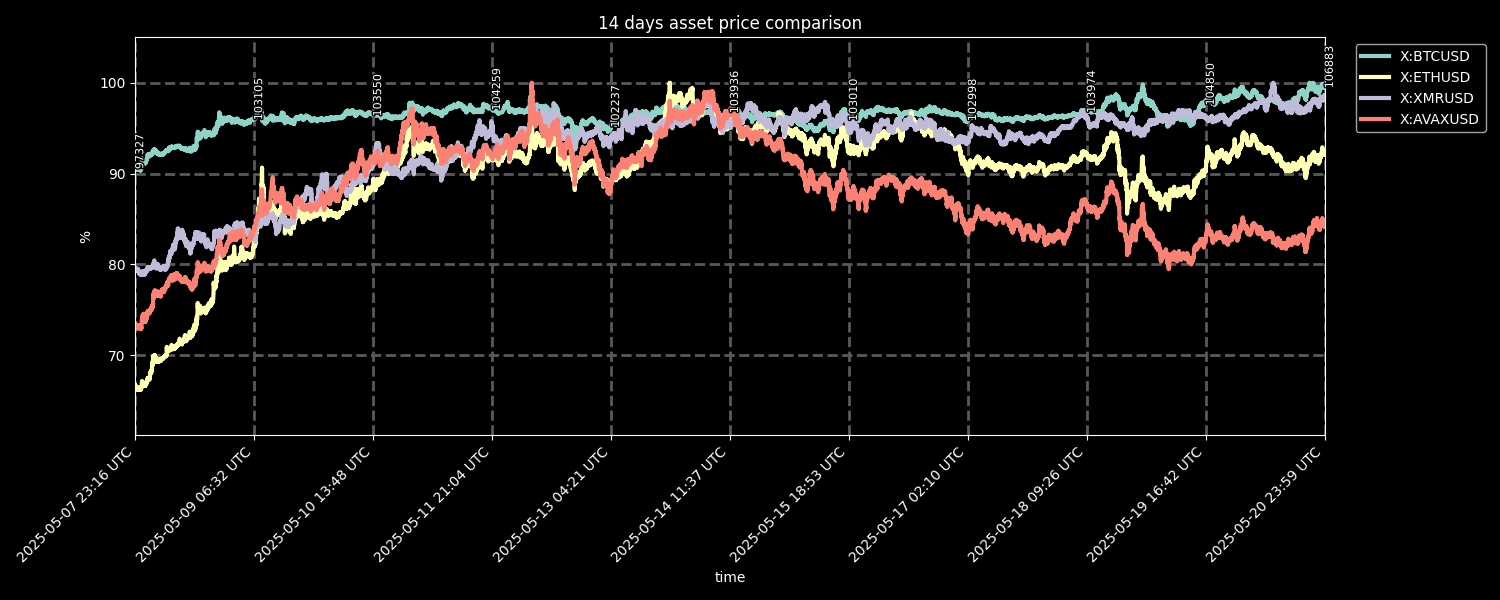 14 days asset price comparison
X:BTCUSD
X:ETHUSD
X:XMRUSD
X:AVAXUSD
100
90
80
70
%
97327
103105
103550
104259
102237
103936
103010
102998
103974
104850
106883
2025-05-07 23:16 UTC
2025-05-09 06:32 UTC
2025-05-10 13:48 UTC
2025-05-11 21:04 UTC
2025-05-13 04:21 UTC
2025-05-14 11:37 UTC
2025-05-15 18:53 UTC
2025-05-17 02:10 UTC
2025-05-18 09:26 UTC
2025-05-19 16:42 UTC
2025-05-20 23:59 UTC
time